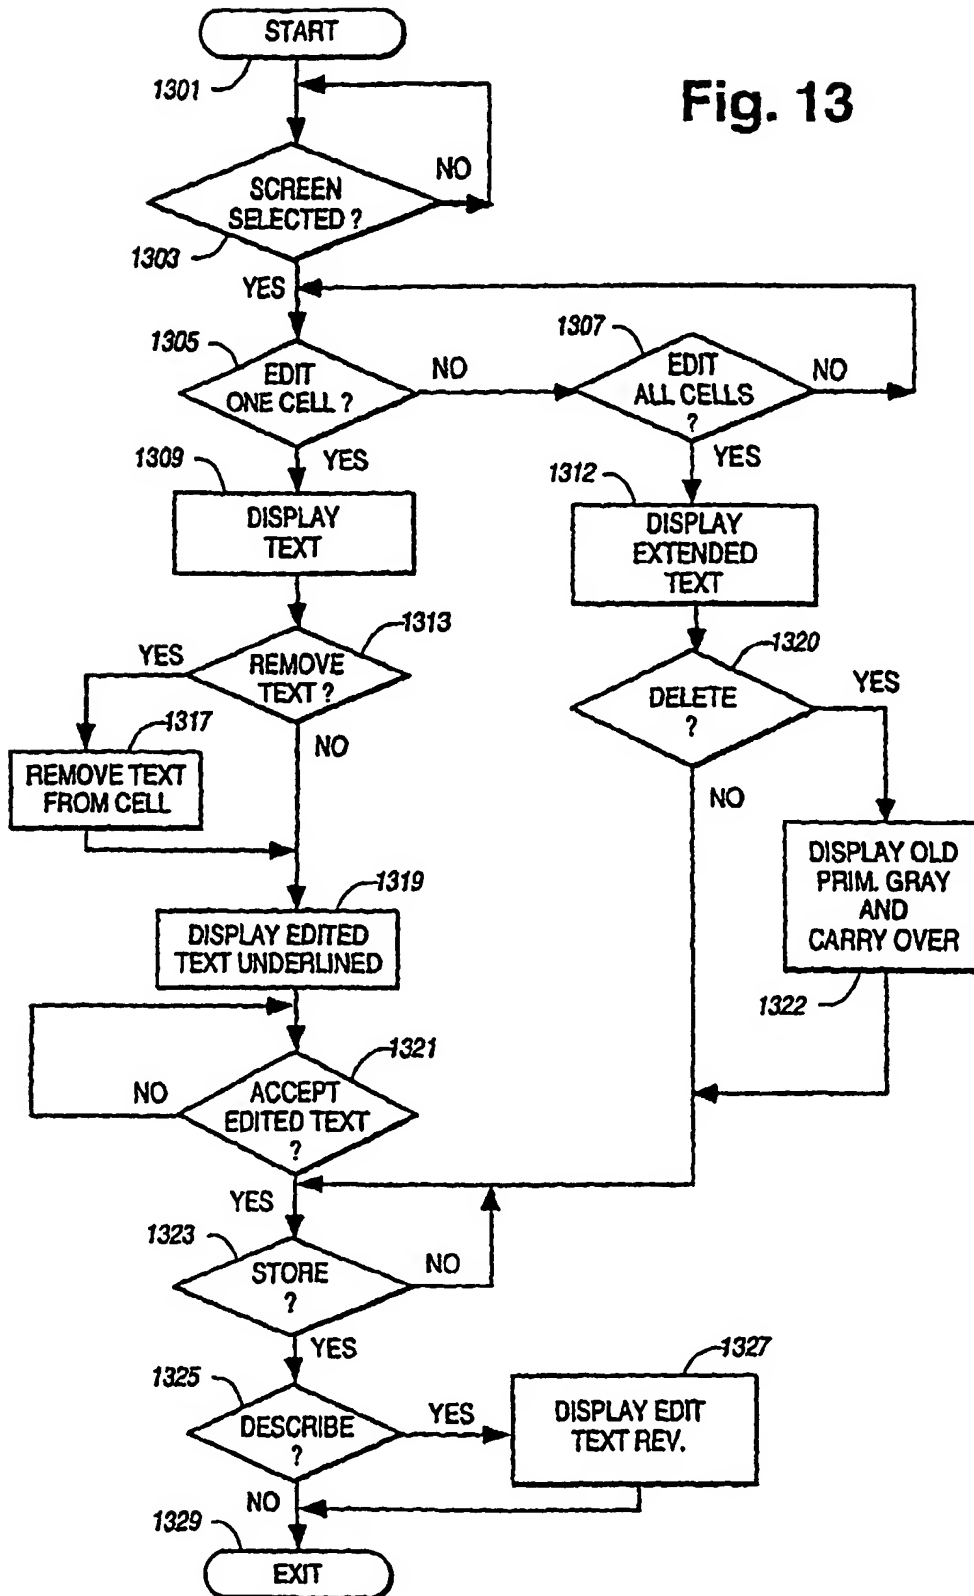 START
1301
Fig. 13
NO
SCREEN
SELECTED ?
1303
YES
1305
EDIT
ONE CELL ?
NO
1307
EDIT
ALL CELLS
?
NO
YES
1309
DISPLAY
TEXT
YES
1312
DISPLAY
EXTENDED
TEXT
1313
YES
REMOVE
TEXT ?
NO
1317
REMOVE TEXT
FROM CELL
1320
DELETE
?
YES
NO
DISPLAY OLD
PRIM. GRAY
AND
CARRY OVER
1322
1319
DISPLAY EDITED
TEXT UNDERLINED
1321
NO
ACCEPT
EDITED TEXT
?
YES
1323
STORE
?
NO
YES
1325
DESCRIBE
?
YES
1327
DISPLAY EDIT
TEXT REV.
NO
1329
EXIT